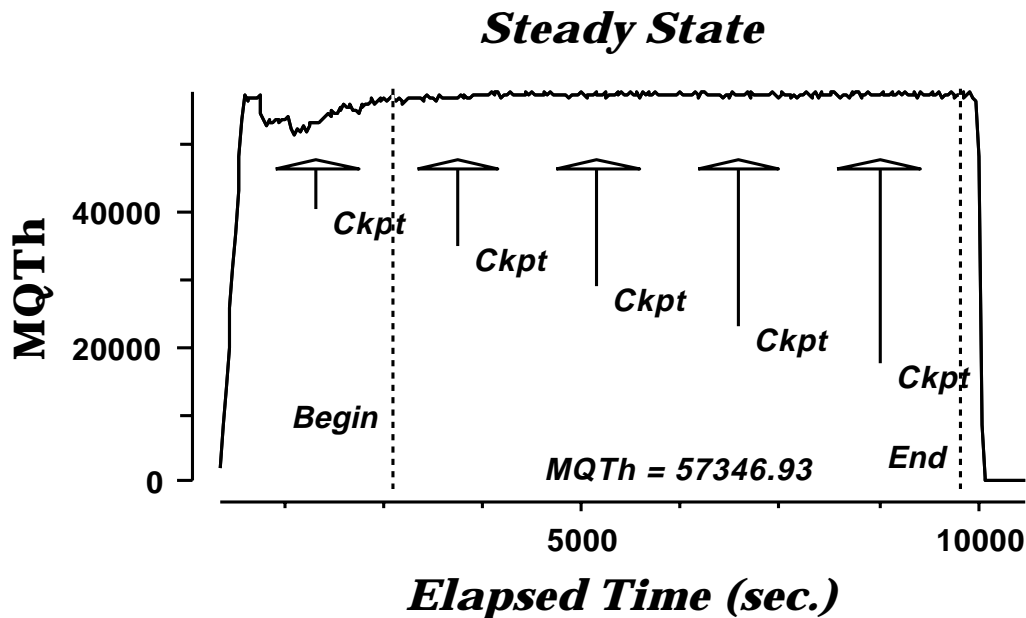 Steady State
MQTh
40000
20000
0
Ckpt
Ckpt
Ckpt
Ckpt
Ckpt
Begin
MQTh = 57346.93
End
5000
10000
Elapsed Time (sec.)